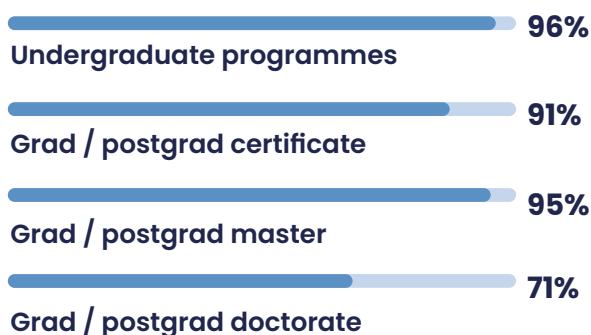 96%
Undergraduate programmes
91%
Grad / postgrad certificate
95%
Grad / postgrad master
71%
Grad / postgrad doctorate